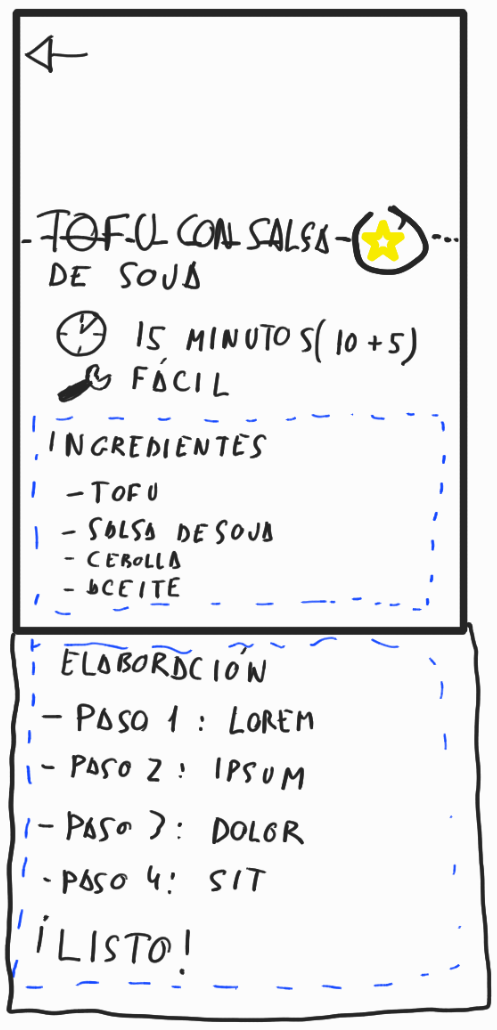 TOFU CON SALSA
DE SOJA
15 MINUTOS (10 + 5)
FÁCIL
INGREDIENTES
- TOFU
- SALSA DE SOJA
- CEBOLLA
- ACEITE
ELABORACIÓN
- PASO 1: LOREM
- PASO 2: IPSUM
- PASO 3: DOLOR
- PASO 4: SIT
¡LISTO!